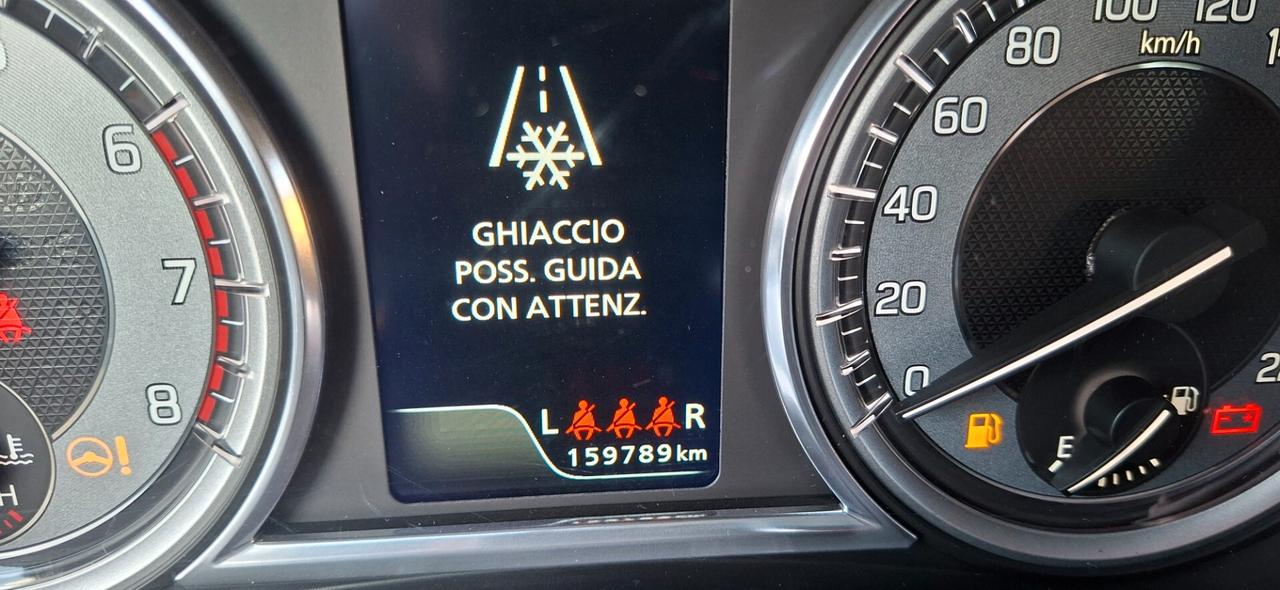 100 120
80
km/h
60
6
40
GHIACCIO
POSS. GUIDA
7
CON ATTENZ.
20
0
8
L R
E
159789 km
H